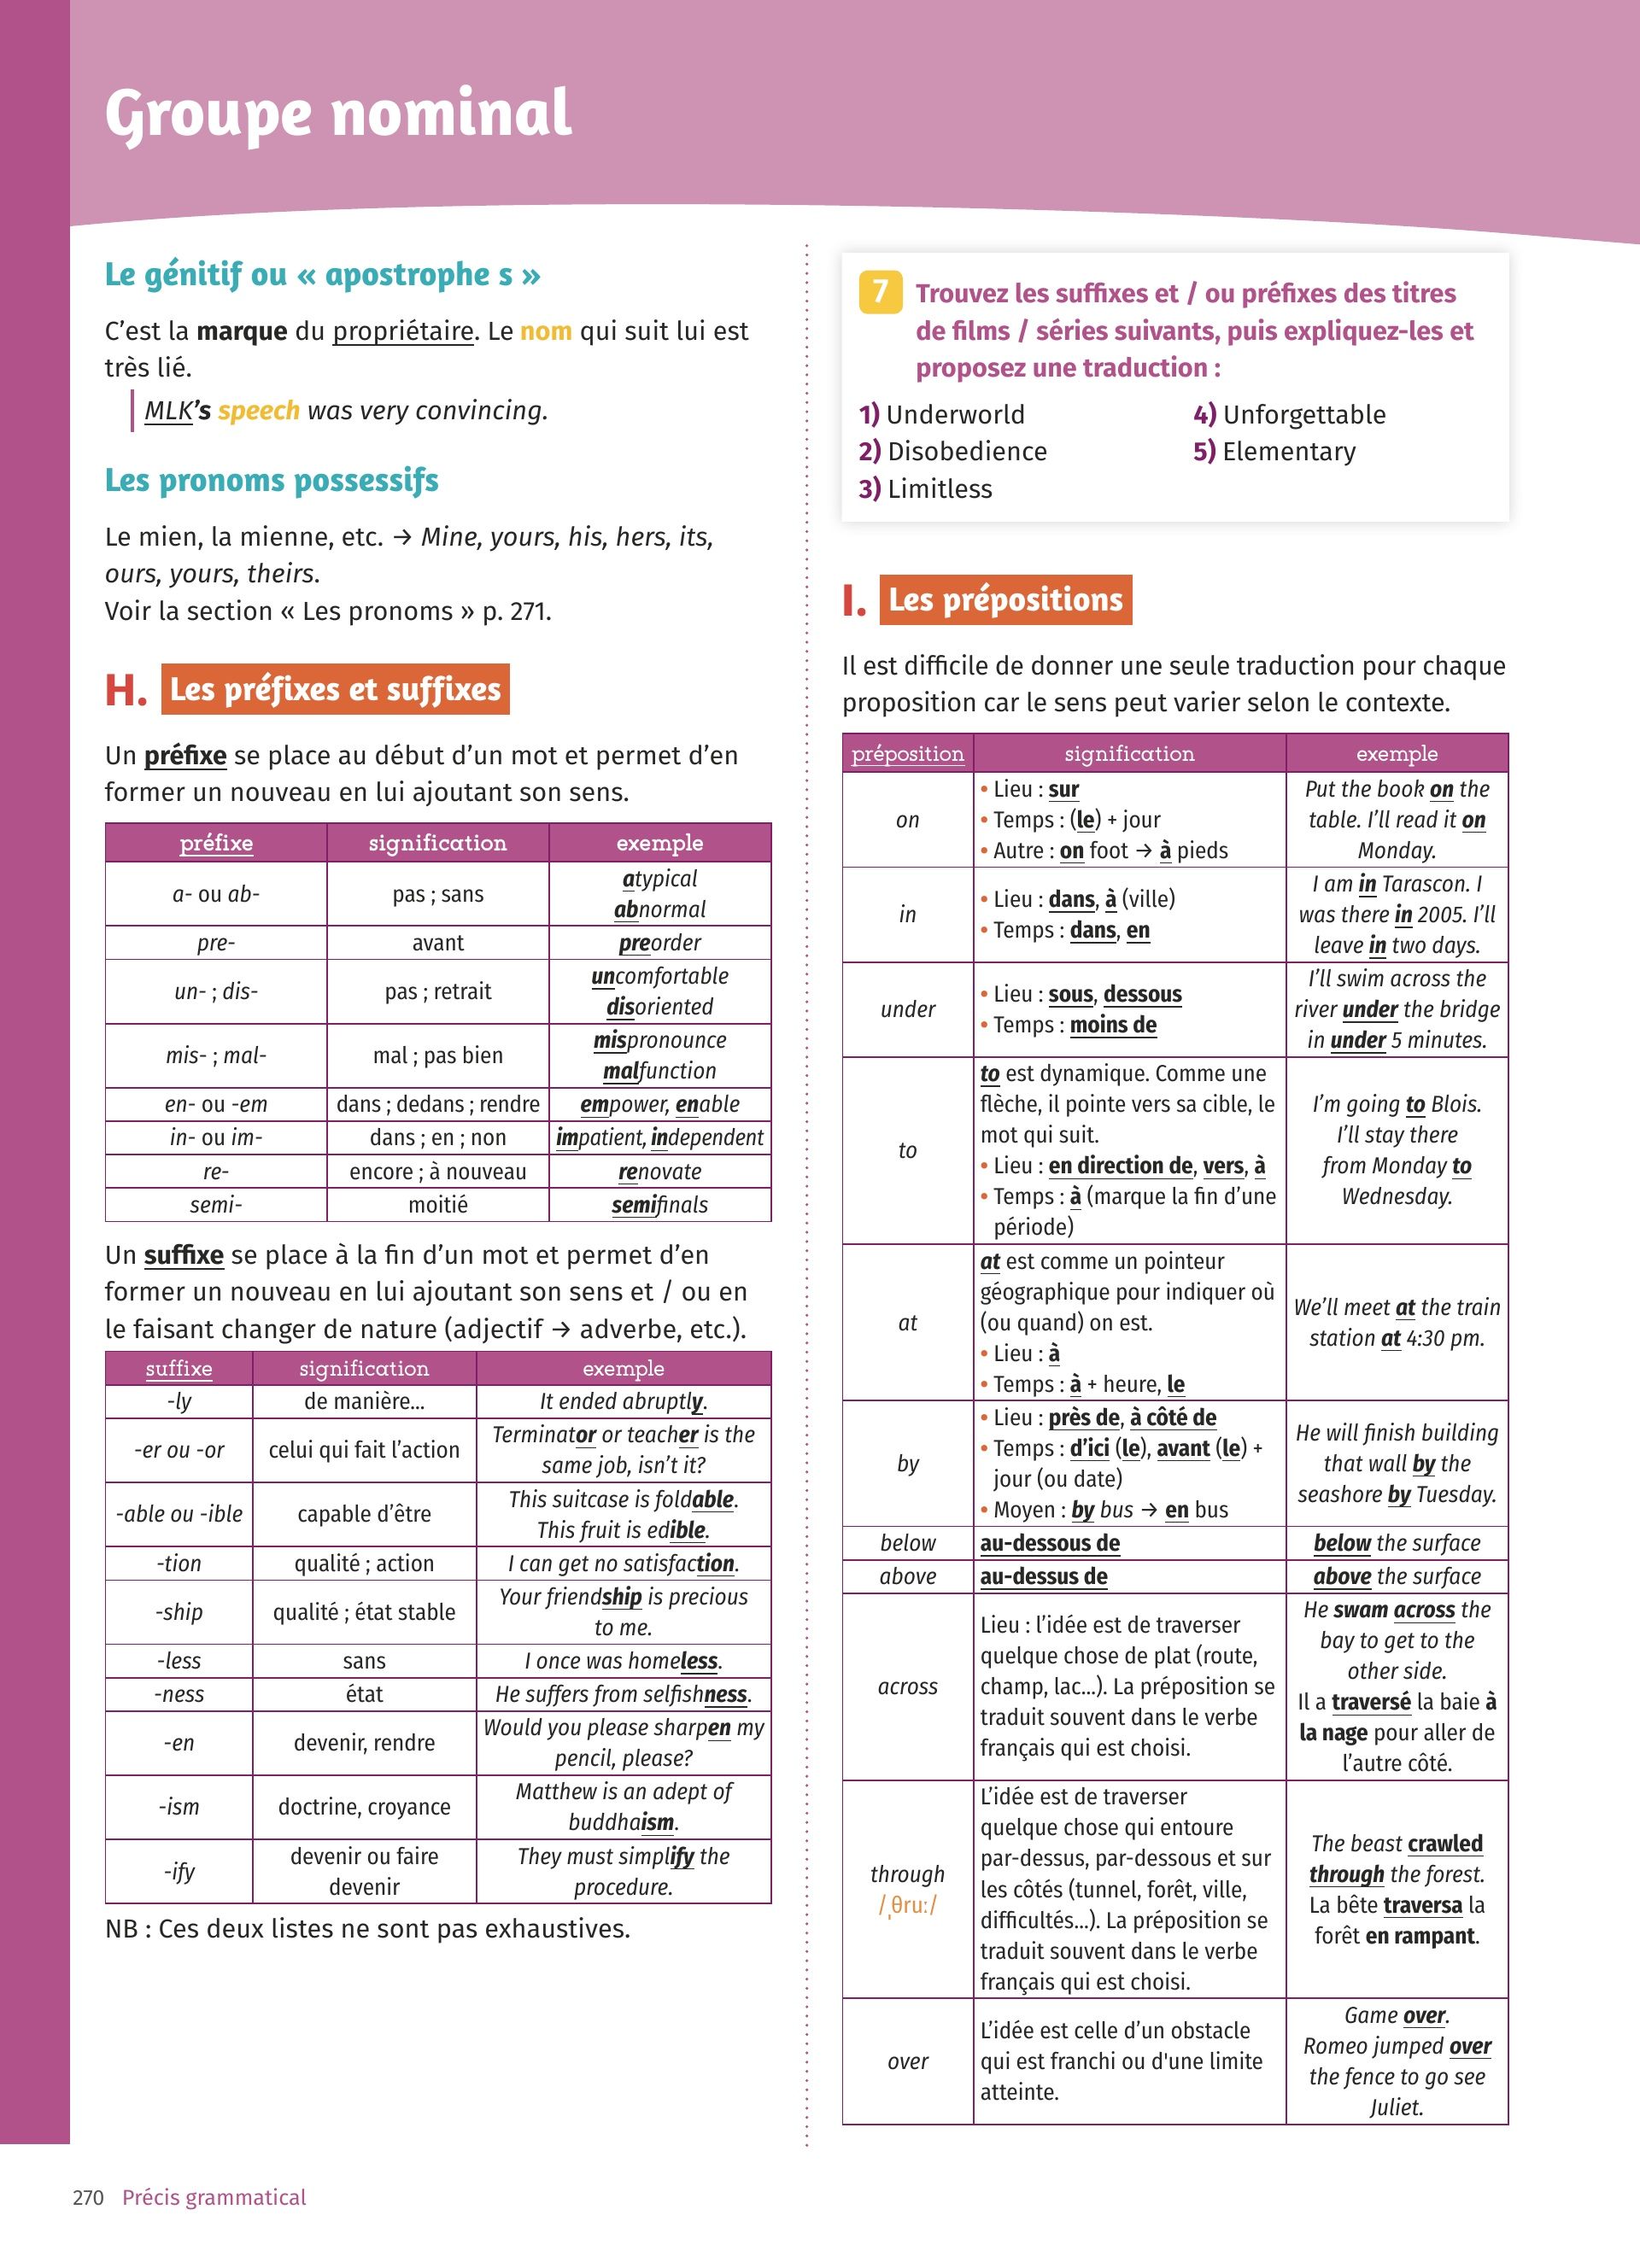 Groupe nominal
Le génitif ou « apostrophe s »
C’est la marque du propriétaire. Le nom qui suit lui est
très lié.
MLK’s speech was very convincing.
Les pronoms possessifs
Le mien, la mienne, etc. → Mine, yours, his, hers, its,
ours, yours, theirs.
Voir la section « Les pronoms » p. 271.
H. Les préfixes et suffixes
Un préfixe se place au début d’un mot et permet d’en
former un nouveau en lui ajoutant son sens.
préfixe signification exemple
a- ou ab- pas ; sans atypical
abnormal
pre- avant preorder
un- ; dis- pas ; retrait uncomfortable
disoriented
mis- ; mal- mal ; pas bien mispronounce
malfunction
en- ou -em dans ; dedans ; rendre empower, enable
in- ou im- dans ; en ; non impatient, independent
re- encore ; à nouveau renovate
semi- moitié semifinals
Un suffixe se place à la fin d’un mot et permet d’en
former un nouveau en lui ajoutant son sens et / ou en
le faisant changer de nature (adjectif → adverbe, etc.).
suffixe signification exemple
-ly de manière... It ended abruptly.
-er ou -or celui qui fait l’action Terminator or teacher is the
same job, isn’t it?
-able ou -ible capable d’être This suitcase is foldable.
This fruit is edible.
-tion qualité ; action I can get no satisfaction.
-ship qualité ; état stable Your friendship is precious
to me.
-less sans I once was homeless.
-ness état He suffers from selfishness.
-en devenir, rendre Would you please sharpen my
pencil, please?
-ism doctrine, croyance Matthew is an adept of
buddhaism.
-ify devenir ou faire
devenir They must simplify the
procedure.
NB : Ces deux listes ne sont pas exhaustives.
7 Trouvez les suffixes et / ou préfixes des titres
de films / séries suivants, puis expliquez-les et
proposez une traduction :
1) Underworld
2) Disobedience
3) Limitless
4) Unforgettable
5) Elementary
I. Les prépositions
Il est difficile de donner une seule traduction pour chaque
proposition car le sens peut varier selon le contexte.
préposition signification exemple
on
• Lieu : sur
• Temps : (le) + jour
• Autre : on foot → à pieds
Put the book on the
table. I’ll read it on
Monday.
in
• Lieu : dans, à (ville)
• Temps : dans, en
I am in Tarascon. I
was there in 2005. I’ll
leave in two days.
under
• Lieu : sous, dessous
• Temps : moins de
I’ll swim across the
river under the bridge
in under 5 minutes.
to
to est dynamique. Comme une
flèche, il pointe vers sa cible, le
mot qui suit.
• Lieu : en direction de, vers, à
• Temps : à (marque la fin d’une
période)
I’m going to Blois.
I’ll stay there
from Monday to
Wednesday.
at
at est comme un pointeur
géographique pour indiquer où
(ou quand) on est.
• Lieu : à
• Temps : à + heure, le
We’ll meet at the train
station at 4:30 pm.
by
• Lieu : près de, à côté de
• Temps : d’ici (le), avant (le) +
jour (ou date)
• Moyen : by bus → en bus
He will finish building
that wall by the
seashore by Tuesday.
below au-dessous de below the surface
above au-dessus de above the surface
across
Lieu : l’idée est de traverser
quelque chose de plat (route,
champ, lac...). La préposition se
traduit souvent dans le verbe
français qui est choisi.
He swam across the
bay to get to the
other side.
Il a traversé la baie à
la nage pour aller de
l’autre côté.
through
/ˌθruː/
L’idée est de traverser
quelque chose qui entoure
par-dessus, par-dessous et sur
les côtés (tunnel, forêt, ville,
difficultés...). La préposition se
traduit souvent dans le verbe
français qui est choisi.
The beast crawled
through the forest.
La bête traversa la
forêt en rampant.
over
L’idée est celle d’un obstacle
qui est franchi ou d'une limite
atteinte.
Game over.
Romeo jumped over
the fence to go see
Juliet.
270 Précis grammatical